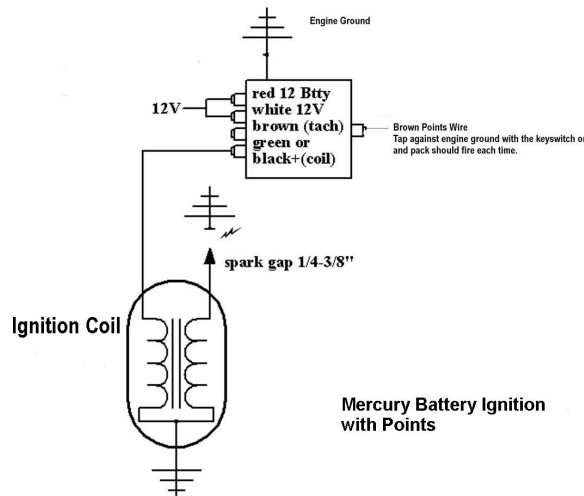 Engine Ground
red 12 Btty
12V
white 12V
brown (tach)
green or
black+(coil)
Brown Points Wire
Tap against engine ground with the keyswitch on
and pack should fire each time.
spark gap 1/4-3/8"
Ignition Coil
Mercury Battery Ignition
with Points